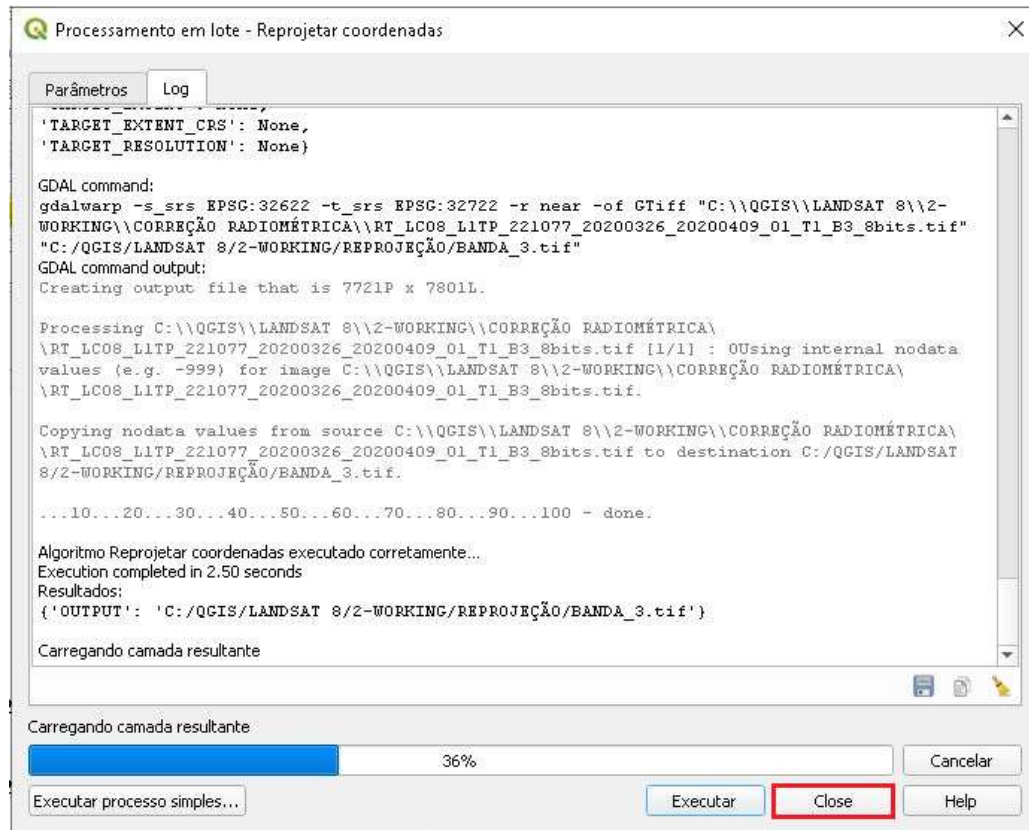 Processamento em lote - Reprojetar coordenadas
Parâmetros Log
'TARGET_EXTENT_CRS': None,
'TARGET_RESOLUTION': None}
GDAL command:
gdalwarp -s_srs EPSG:32622 -t_srs EPSG:32722 -r near -of GTiff "C:\\QGIS\\LANDSAT 8\\2-
WORKING\\CORREÇÃO RADIOMÉTRICA\\RT_LC08_L1TP_221077_20200326_20200409_01_T1_B3_8bits.tif"
"C:/QGIS/LANDSAT 8/2-WORKING/REPROJEÇÃO/BANDA_3.tif"
GDAL command output:
Creating output file that is 7721P x 7801L.
Processing C:\\QGIS\\LANDSAT 8\\2-WORKING\\CORREÇÃO RADIOMÉTRICA\
\RT_LC08_L1TP_221077_20200326_20200409_01_T1_B3_8bits.tif [1/1] : 0Using internal nodata
values (e.g. -999) for image C:\\QGIS\\LANDSAT 8\\2-WORKING\\CORREÇÃO RADIOMÉTRICA\
\RT_LC08_L1TP_221077_20200326_20200409_01_T1_B3_8bits.tif.
Copying nodata values from source C:\\QGIS\\LANDSAT 8\\2-WORKING\\CORREÇÃO RADIOMÉTRICA\
\RT_LC08_L1TP_221077_20200326_20200409_01_T1_B3_8bits.tif to destination C:/QGIS/LANDSAT
8/2-WORKING/REPROJEÇÃO/BANDA_3.tif.
...10...20...30...40...50...60...70...80...90...100 - done.
Algoritmo Reprojetar coordenadas executado corretamente...
Execution completed in 2.50 seconds
Resultados:
{'OUTPUT': 'C:/QGIS/LANDSAT 8/2-WORKING/REPROJEÇÃO/BANDA_3.tif'}
Carregando camada resultante
Carregando camada resultante
36% Cancelar
Executar processo simples... Executar Close Help